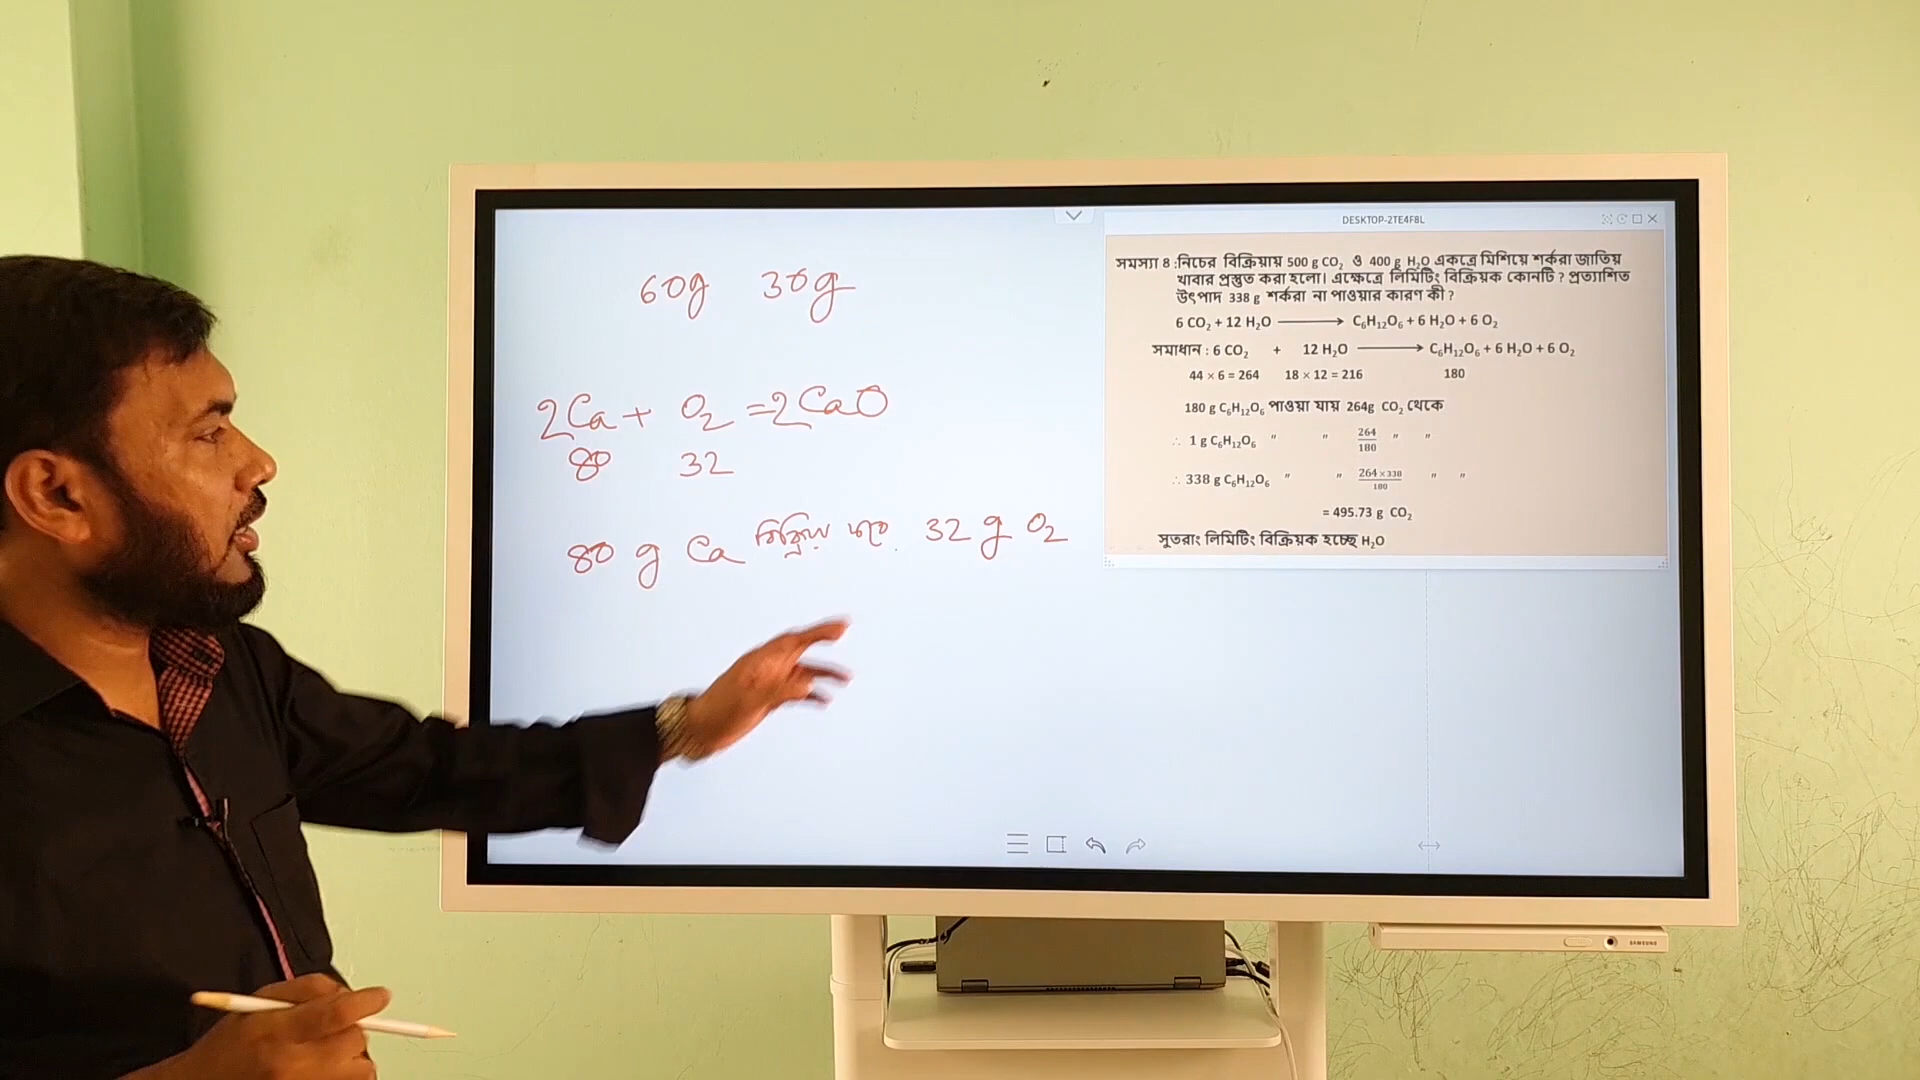 60g 30g
2Ca + O₂ = 2CaO
80 32
80 g Ca বিক্রিয়া করে 32 g O₂
DESKTOP-2TE4F8L
সমস্যা 8 :নিচের বিক্রিয়ায় 500 g CO₂ ও 400 g H₂O একত্রে মিশিয়ে শর্করা জাতিয়
খাবার প্রস্তুত করা হলো। এক্ষেত্রে লিমিটিং বিক্রিয়ক কোনটি ? প্রত্যাশিত
উৎপাদ 338 g শর্করা না পাওয়ার কারণ কী ?
6 CO₂ + 12 H₂O ⟶ C₆H₁₂O₆ + 6 H₂O + 6 O₂
সমাধান : 6 CO₂ + 12 H₂O ⟶ C₆H₁₂O₆ + 6 H₂O + 6 O₂
44 × 6 = 264 18 × 12 = 216 180
180 g C₆H₁₂O₆ পাওয়া যায় 264g CO₂ থেকে
∴ 1 g C₆H₁₂O₆ " " 264/180 " "
∴ 338 g C₆H₁₂O₆ " " 264×338/180 " "
= 495.73 g CO₂
সুতরাং লিমিটিং বিক্রিয়ক হচ্ছে H₂O
SAMSUNG